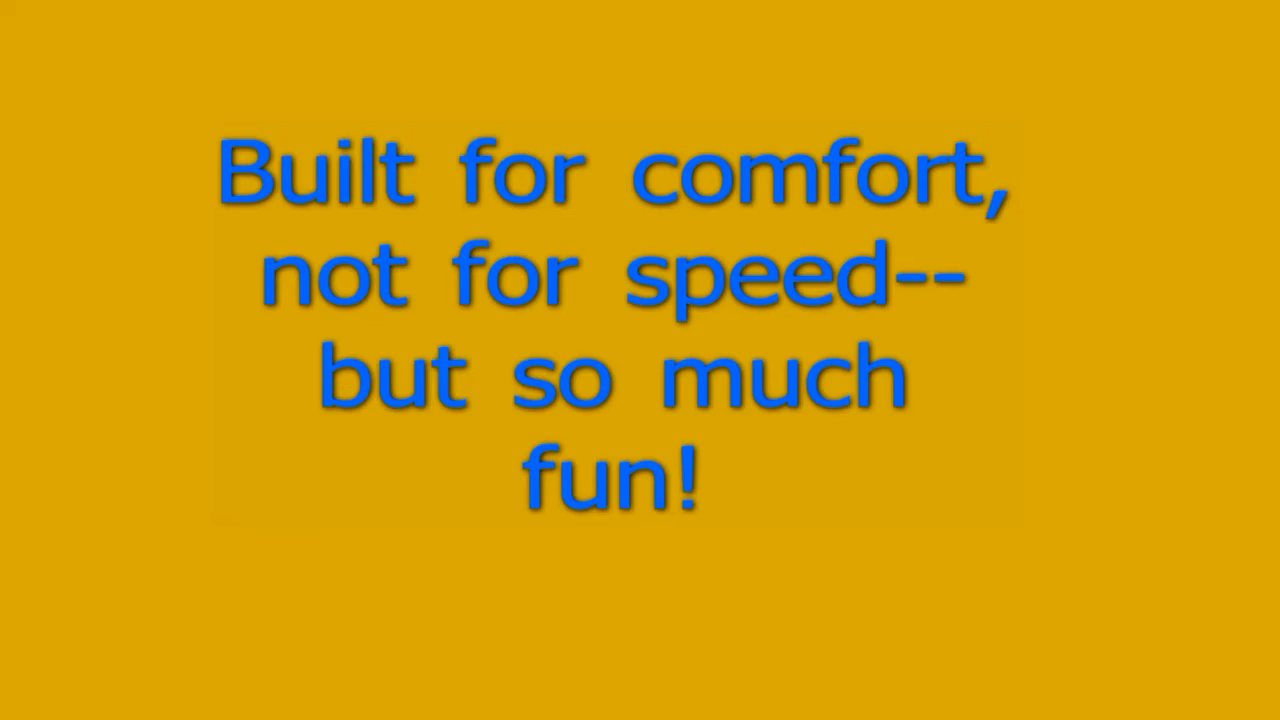 Built for comfort,
not for speed--
but so much
fun!